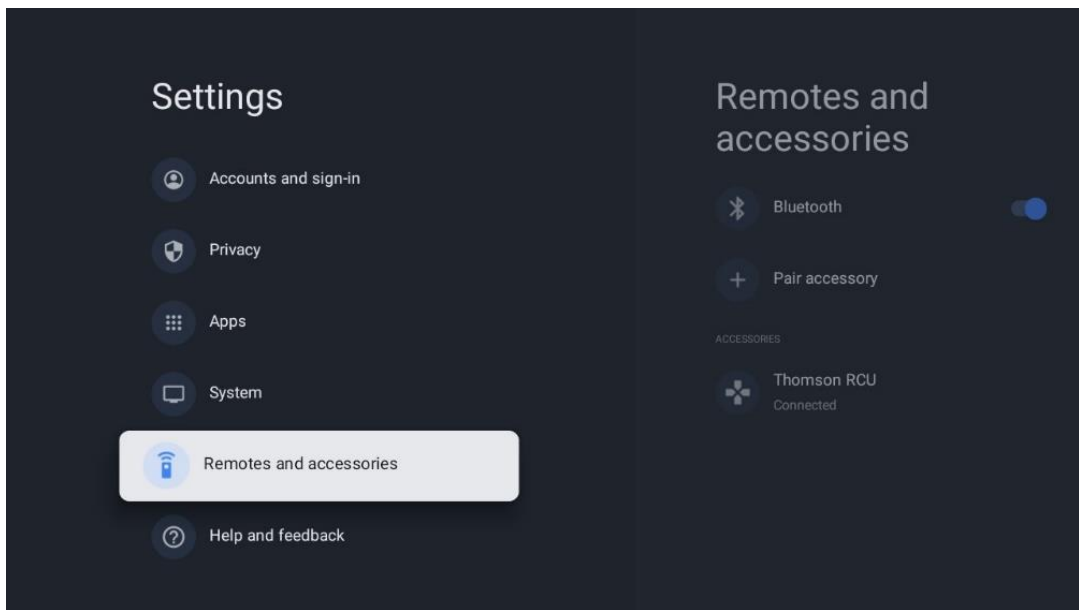 Settings
Accounts and sign-in
Privacy
Apps
System
Remotes and accessories
Help and feedback
Remotes and
accessories
Bluetooth
Pair accessory
ACCESSORIES
Thomson RCU
Connected